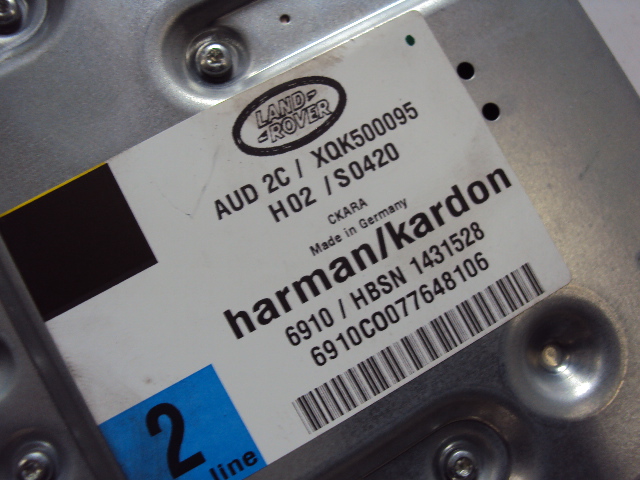 LAND-
-ROVER
AUD 2C / XQK500095
H02 / S0420
CKARA
Made in Germany
harman/kardon
6910 / HBSN 1431528
6910C0077648106
2
line